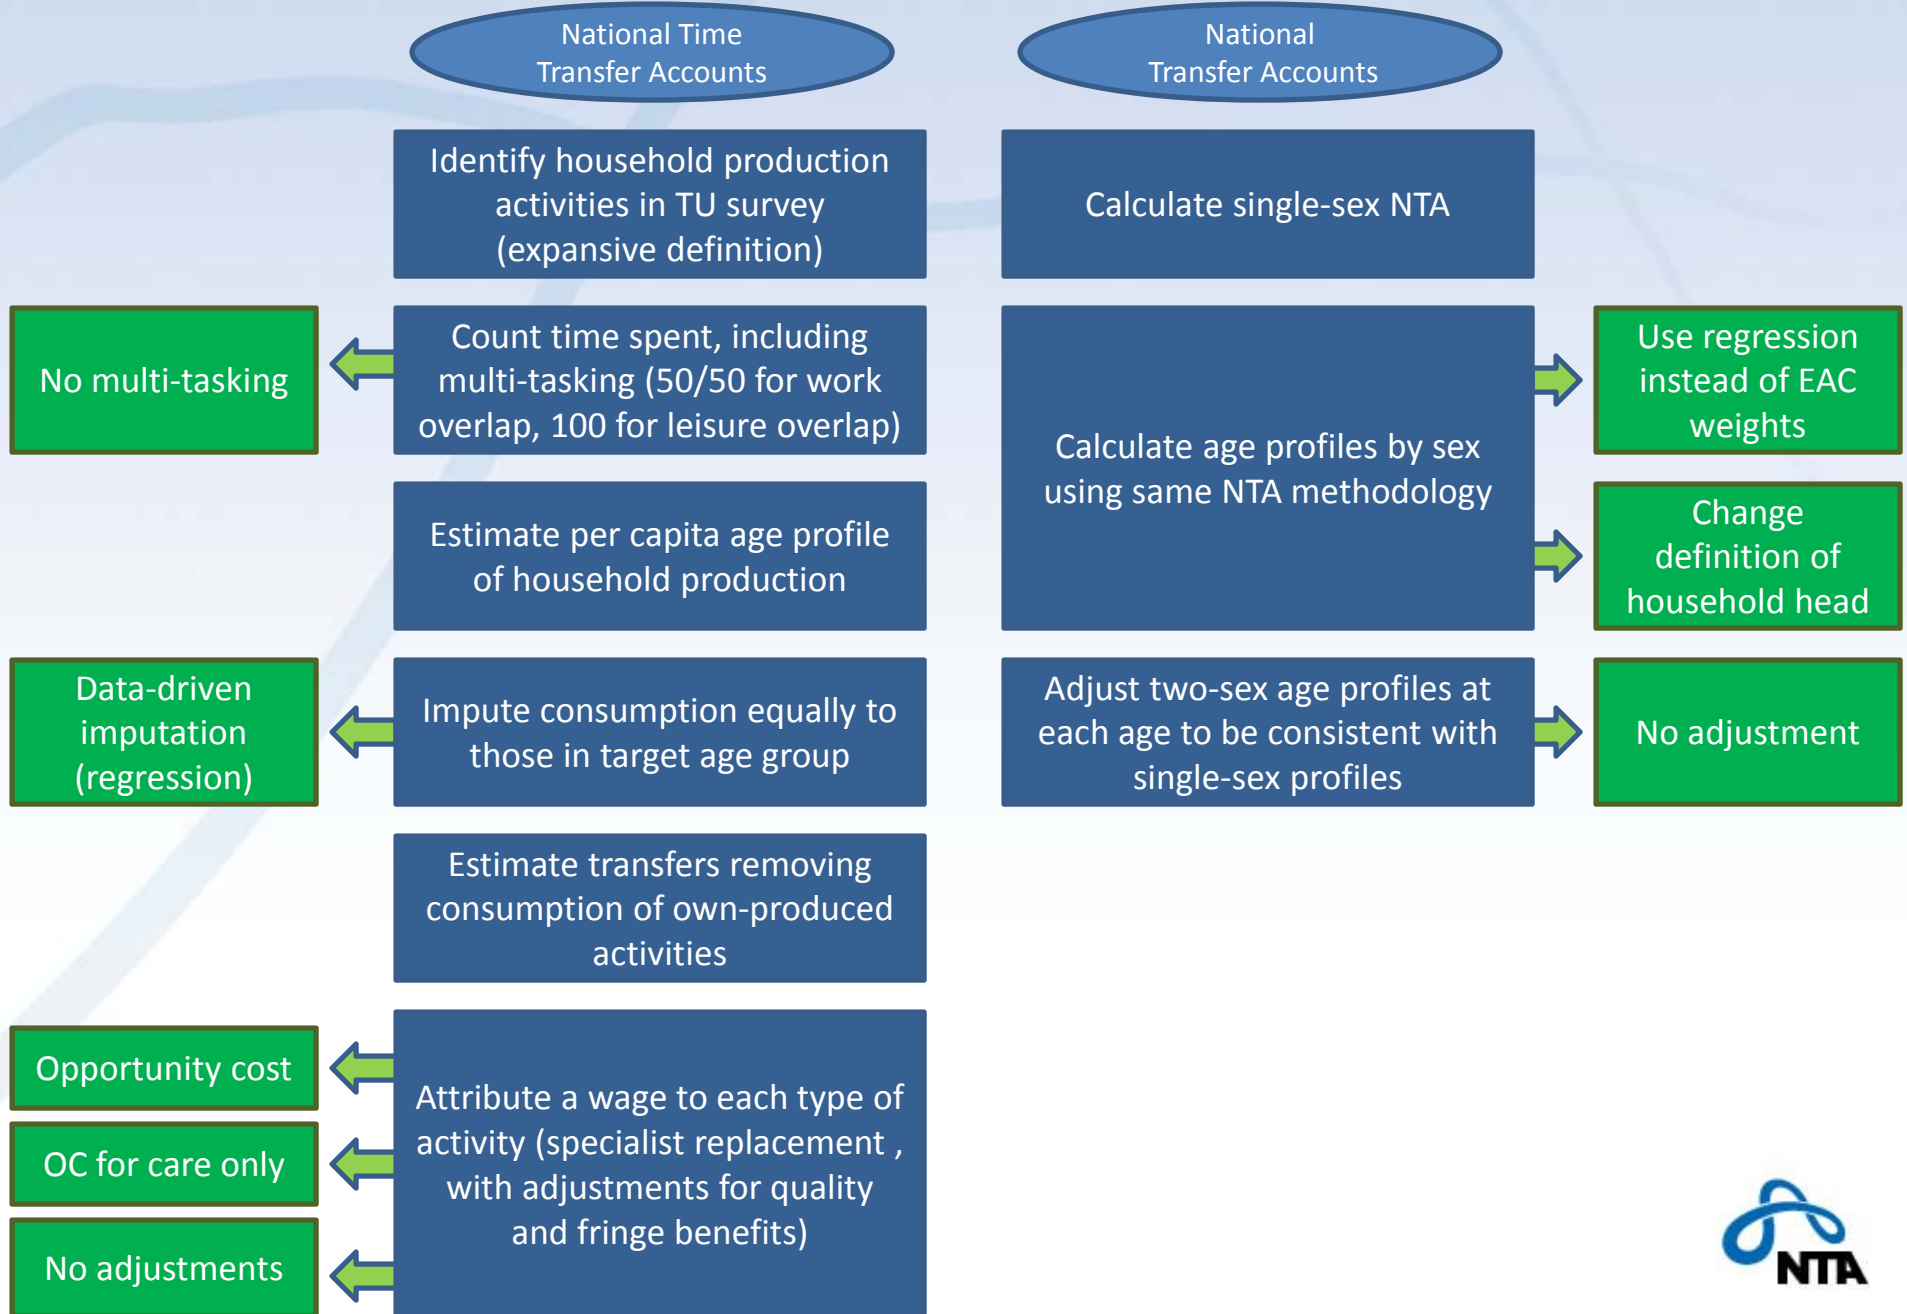 National Time
Transfer Accounts
National
Transfer Accounts
Identify household production
activities in TU survey
(expansive definition)
Calculate single-sex NTA
No multi-tasking
Count time spent, including
multi-tasking (50/50 for work
overlap, 100 for leisure overlap)
Calculate age profiles by sex
using same NTA methodology
Use regression
instead of EAC
weights
Estimate per capita age profile
of household production
Change
definition of
household head
Data-driven
imputation
(regression)
Impute consumption equally to
those in target age group
Adjust two-sex age profiles at
each age to be consistent with
single-sex profiles
No adjustment
Estimate transfers removing
consumption of own-produced
activities
Opportunity cost
OC for care only
No adjustments
Attribute a wage to each type of
activity (specialist replacement ,
with adjustments for quality
and fringe benefits)
NTA